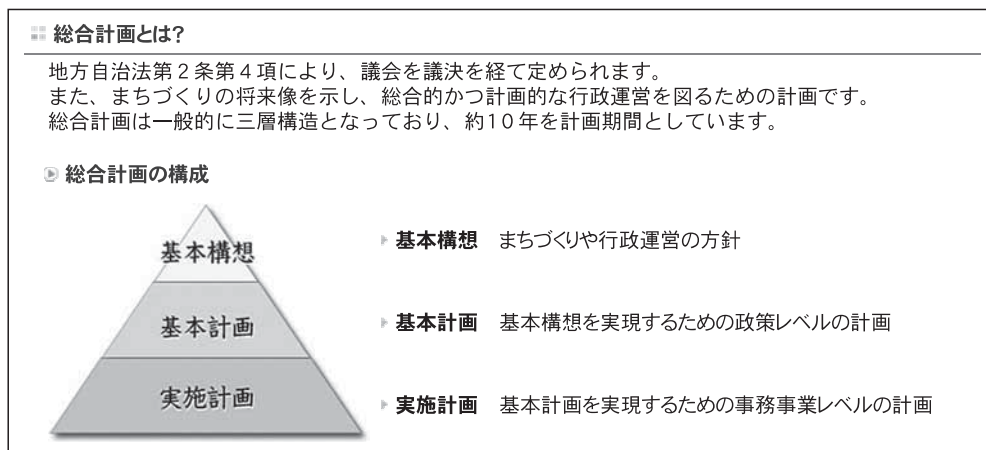 総合計画とは?
地方自治法第２条第４項により、議会を議決を経て定められます。
また、まちづくりの将来像を示し、総合的かつ計画的な行政運営を図るための計画です。
総合計画は一般的に三層構造となっており、約10年を計画期間としています。
総合計画の構成
基本構想
基本構想　まちづくりや行政運営の方針
基本計画
基本計画　基本構想を実現するための政策レベルの計画
実施計画
実施計画　基本計画を実現するための事務事業レベルの計画